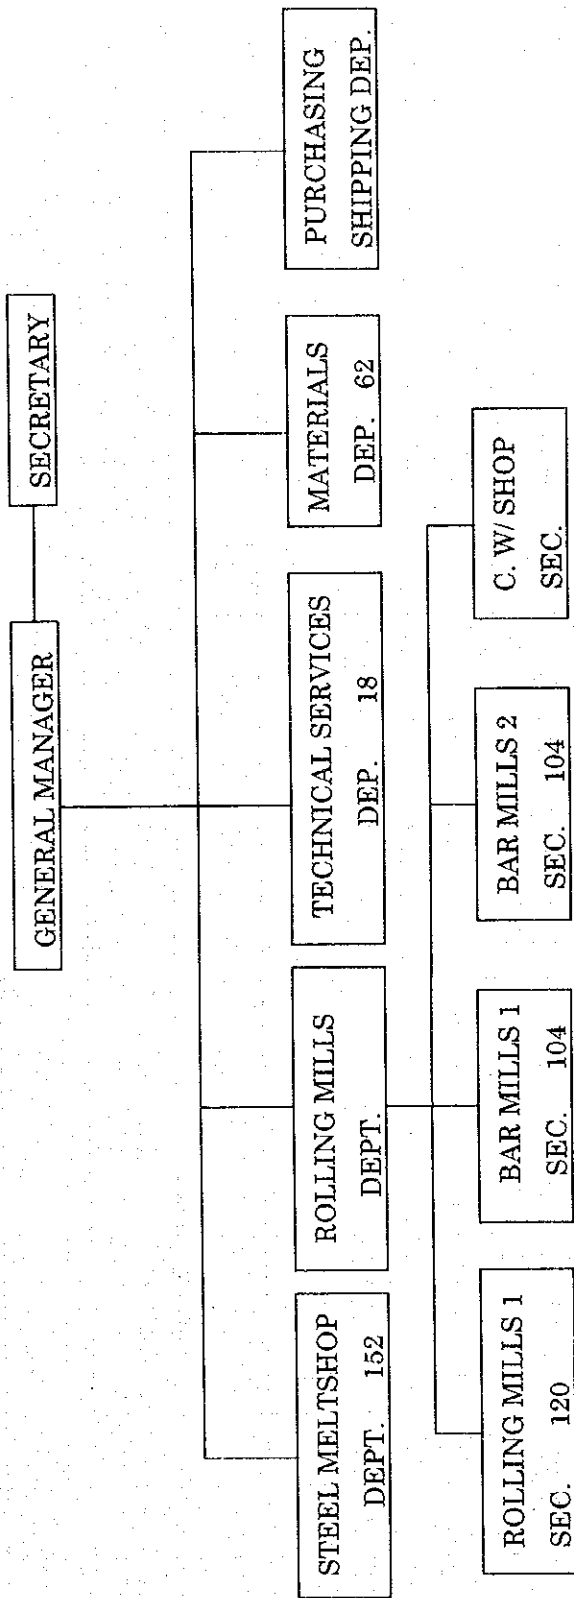 GENERAL MANAGER
SECRETARY
STEEL MELTSHOP
DEPT. 152
ROLLING MILLS
DEPT.
TECHNICAL SERVICES
DEP. 18
MATERIALS
DEP. 62
PURCHASING
SHIPPING DEP.
ROLLING MILLS 1
SEC. 120
BAR MILLS 1
SEC. 104
BAR MILLS 2
SEC. 104
C. W/ SHOP
SEC.